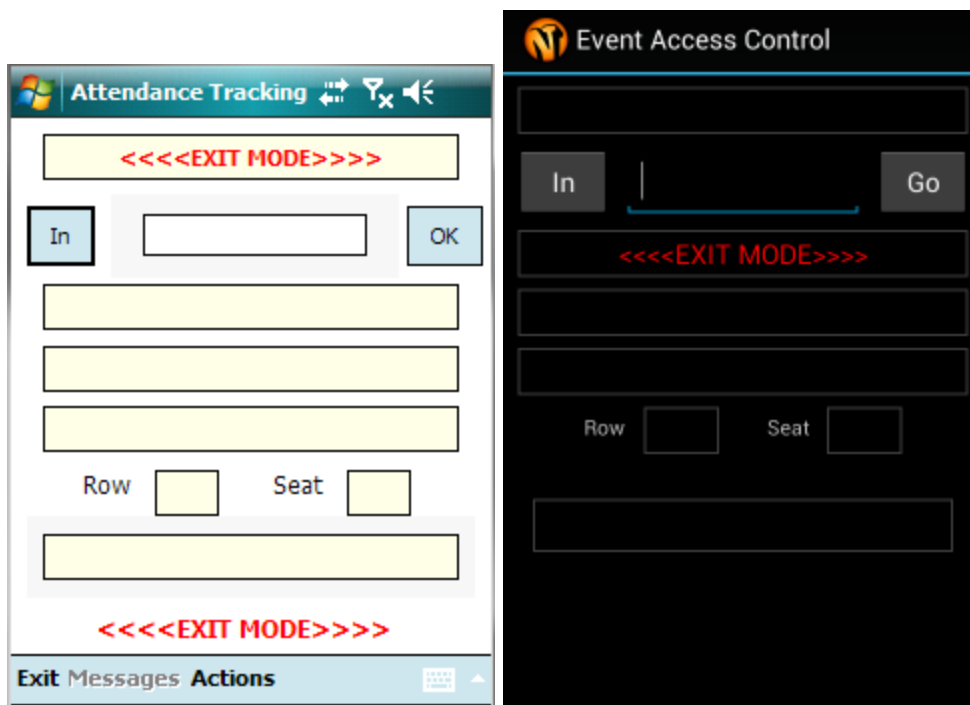 Attendance Tracking
<<<<EXIT MODE>>>>
In
OK
Row
Seat
<<<<EXIT MODE>>>>
Exit Messages Actions
Event Access Control
In
Go
<<<<EXIT MODE>>>>
Row
Seat